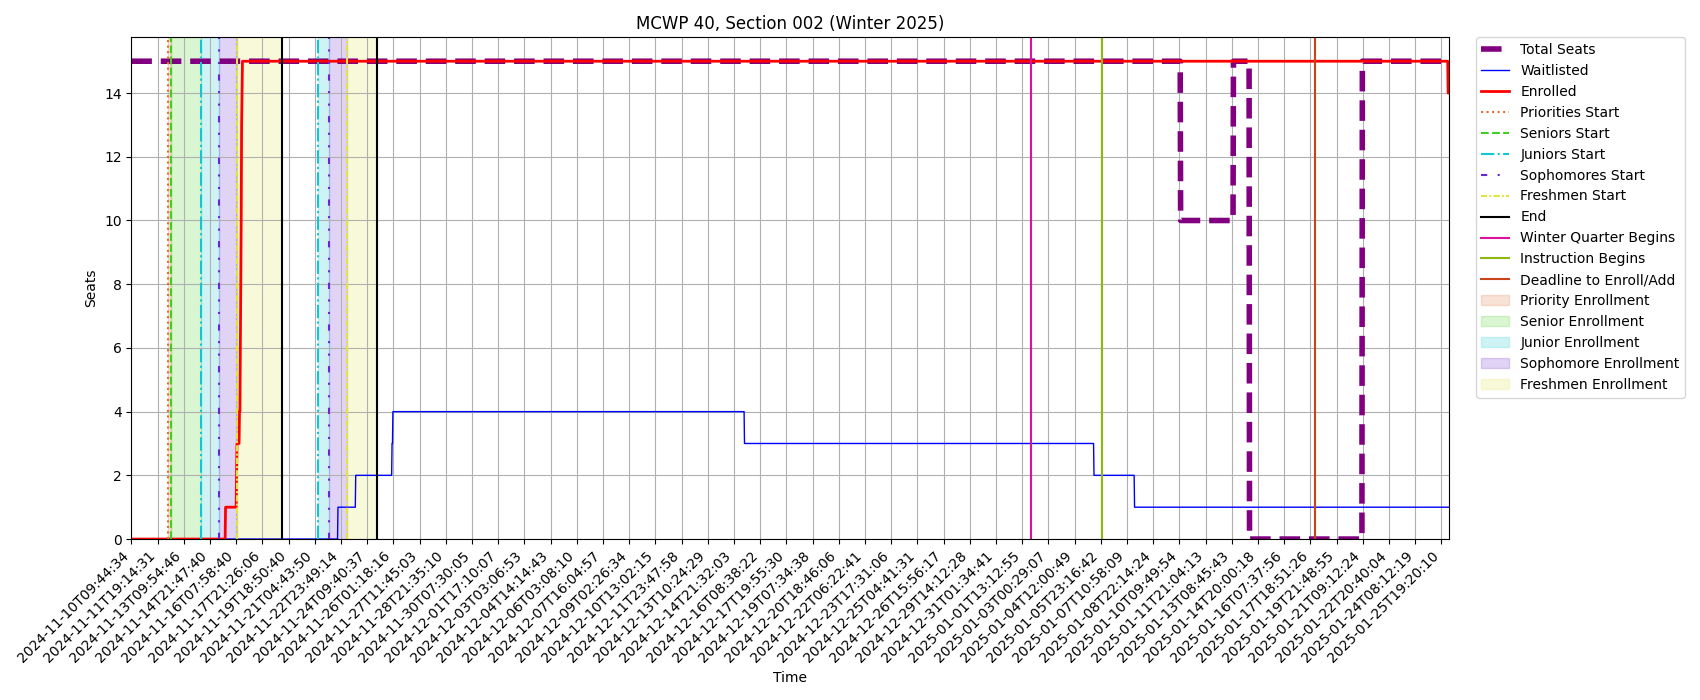 MCWP 40, Section 002 (Winter 2025)
Seats
14
12
10
8
6
4
2
0
2024-11-10T09:44:34
2024-11-11T19:14:31
2024-11-13T09:54:46
2024-11-14T21:47:40
2024-11-16T07:58:40
2024-11-17T21:26:00
2024-11-19T18:50:40
2024-11-21T04:43:50
2024-11-22T23:49:14
2024-11-24T09:40:37
2024-11-26T01:18:16
2024-11-27T11:45:03
2024-11-28T21:35:10
2024-11-30T07:30:05
2024-12-01T17:10:07
2024-12-03T03:06:53
2024-12-04T14:14:43
2024-12-06T03:08:10
2024-12-07T16:04:57
2024-12-09T02:26:34
2024-12-10T13:02:15
2024-12-11T23:47:58
2024-12-13T10:24:29
2024-12-14T21:32:03
2024-12-16T08:38:22
2024-12-17T19:55:30
2024-12-19T07:34:38
2024-12-20T18:46:06
2024-12-22T06:22:41
2024-12-23T17:31:06
2024-12-25T04:41:31
2024-12-26T15:56:17
2024-12-29T14:12:28
2024-12-31T01:34:41
2025-01-01T13:12:55
2025-01-03T00:29:07
2025-01-04T12:00:49
2025-01-05T23:16:42
2025-01-07T10:58:09
2025-01-08T22:14:24
2025-01-10T09:49:54
2025-01-11T21:04:13
2025-01-13T08:45:43
2025-01-14T20:00:18
2025-01-16T07:37:56
2025-01-17T18:51:26
2025-01-19T21:48:55
2025-01-21T09:12:24
2025-01-22T20:40:04
2025-01-24T08:12:19
2025-01-25T19:20:10
Time
Total Seats
Waitlisted
Enrolled
Priorities Start
Seniors Start
Juniors Start
Sophomores Start
Freshmen Start
End
Winter Quarter Begins
Instruction Begins
Deadline to Enroll/Add
Priority Enrollment
Senior Enrollment
Junior Enrollment
Sophomore Enrollment
Freshmen Enrollment